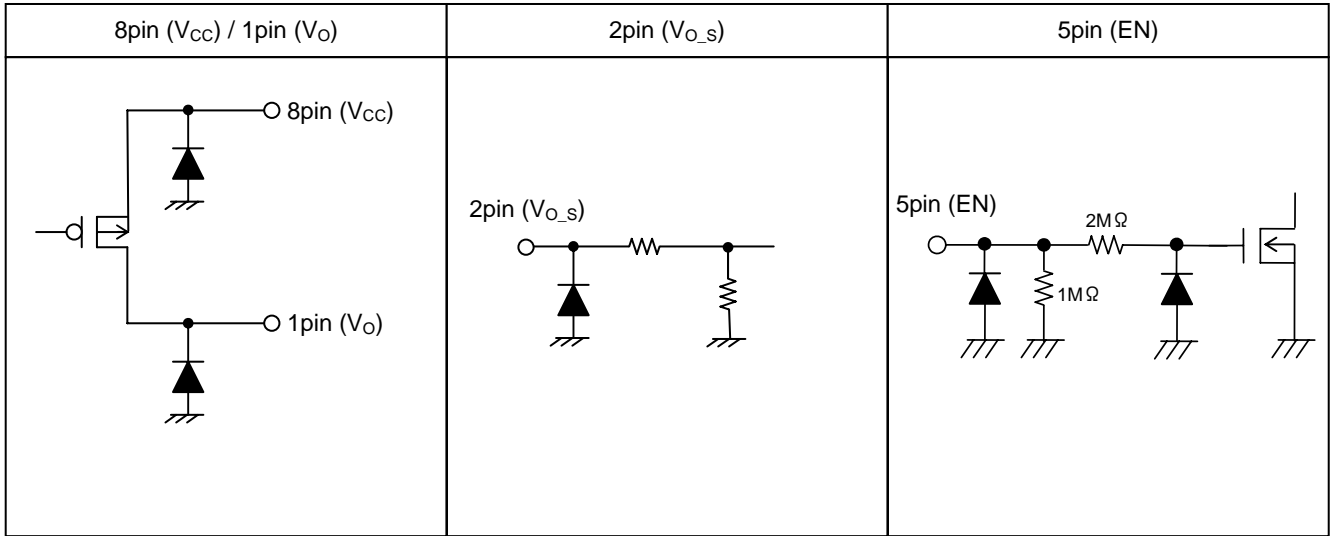 8pin (VCC) / 1pin (VO)
2pin (VO_S)
5pin (EN)
8pin (VCC)
1pin (VO)
2pin (VO_S)
5pin (EN)
2MΩ
1MΩ